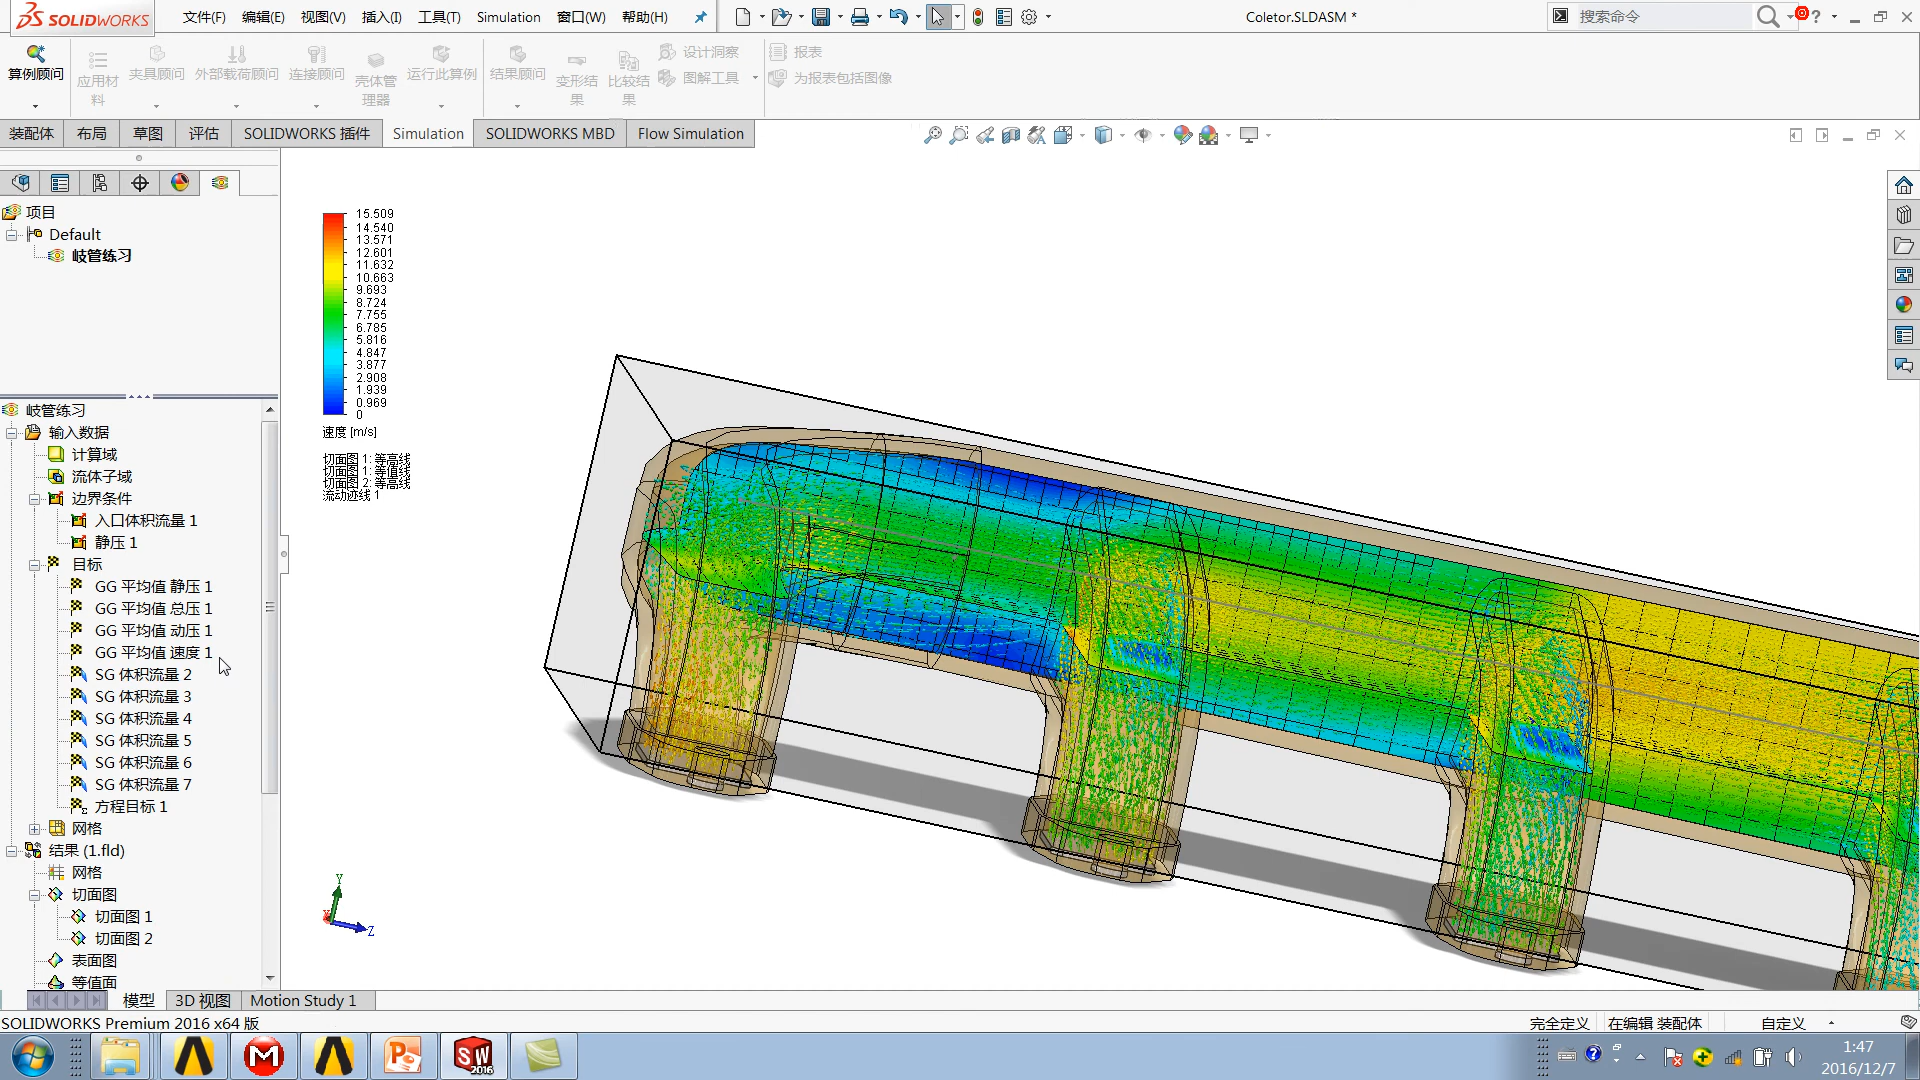 SOLIDWORKS
文件(F) 编辑(E) 视图(V) 插入(I) 工具(T) Simulation 窗口(W) 帮助(H)
Coletor.SLDASM *
搜索命令
算例顾问
应用材料
夹具顾问
外部载荷顾问
连接顾问
壳体管理器
运行此算例
结果顾问
变形结果
比较结果
设计洞察
图解工具
报表
为报表包括图像
装配体 布局 草图 评估 SOLIDWORKS 插件 Simulation SOLIDWORKS MBD Flow Simulation
项目
Default
岐管练习
岐管练习
输入数据
计算域
流体子域
边界条件
入口体积流量 1
静压 1
目标
GG 平均值 静压 1
GG 平均值 总压 1
GG 平均值 动压 1
GG 平均值 速度 1
SG 体积流量 2
SG 体积流量 3
SG 体积流量 4
SG 体积流量 5
SG 体积流量 6
SG 体积流量 7
方程目标 1
网格
结果 (1.fld)
网格
切面图
切面图 1
切面图 2
表面图
等值面
15.509
14.540
13.571
12.601
11.632
10.663
9.693
8.724
7.755
6.785
5.816
4.847
3.877
2.908
1.939
0.969
0
速度 [m/s]
切面图 1: 等高线
切面图 1: 等值线
切面图 2: 等高线
流动迹线 1
Y
X
Z
模型 3D 视图 Motion Study 1
SOLIDWORKS Premium 2016 x64 版
完全定义 在编辑 装配体 自定义
SW
2016
1:47
2016/12/7